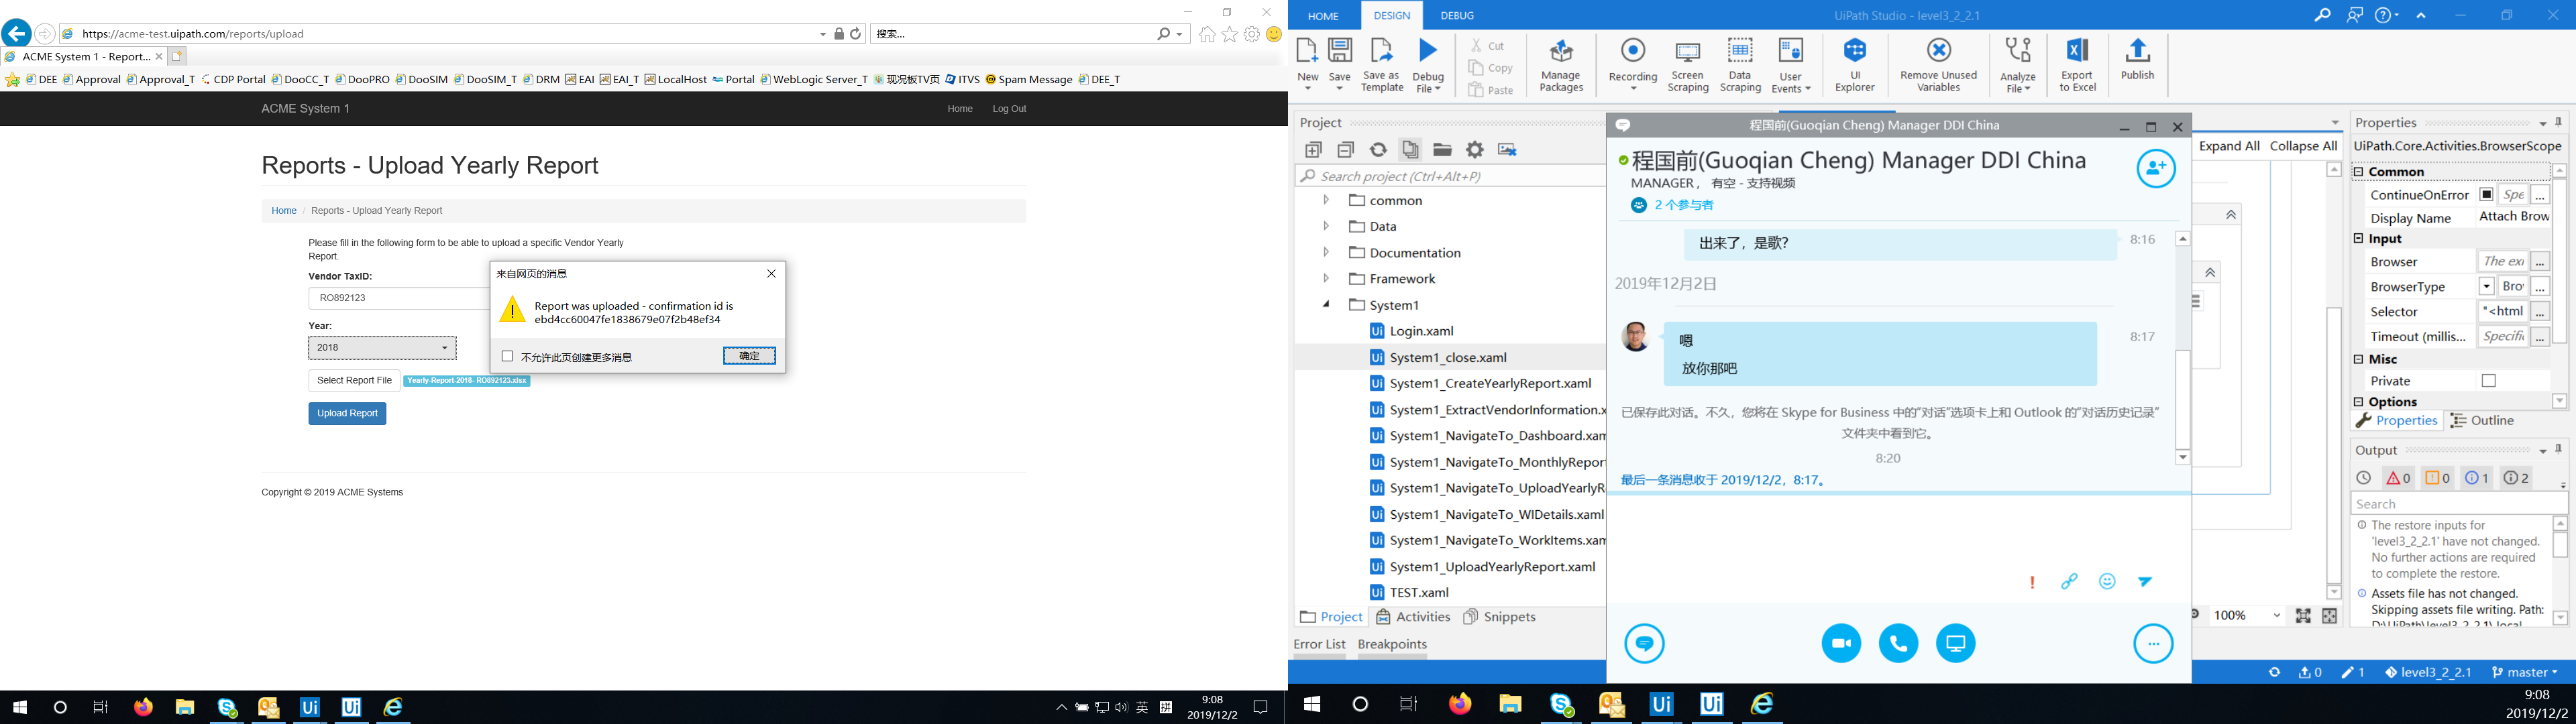 https://acme-test.uipath.com/reports/upload
搜索...
ACME System 1 - Report...
DEE Approval Approval_T CDP Portal DooCC_T DooPRO DooSIM DooSIM_T DRM EAI EAI_T LocalHost Portal WebLogic Server_T 现况板TV页 ITVS Spam Message DEE_T
ACME System 1 Home Log Out
Reports - Upload Yearly Report
Home / Reports - Upload Yearly Report
Please fill in the following form to be able to upload a specific Vendor Yearly
Report.
Vendor TaxID:
RO892123
Year:
2018
Select Report File Yearly-Report-2018- RO892123.xlsx
Upload Report
来自网页的消息
Report was uploaded - confirmation id is
ebd4cc60047fe1838679e07f2b48ef34
不允许此页创建更多消息
确定
Copyright © 2019 ACME Systems
英 拼
9:08
2019/12/2
HOME DESIGN DEBUG
UiPath Studio - level3_2_2.1
New Save Save as
Template Debug
File
Cut
Copy
Paste
Manage
Packages
Recording
Screen
Scraping
Data
Scraping
User
Events
UI
Explorer
Remove Unused
Variables
Analyze
File
Export
to Excel
Publish
Project
Search project (Ctrl+Alt+P)
common
Data
Documentation
Framework
System1
Login.xaml
System1_close.xaml
System1_CreateYearlyReport.xaml
System1_ExtractVendorInformation.x
System1_NavigateTo_Dashboard.xam
System1_NavigateTo_MonthlyReport
System1_NavigateTo_UploadYearlyR
System1_NavigateTo_WIDetails.xaml
System1_NavigateTo_WorkItems.xam
System1_UploadYearlyReport.xaml
TEST.xaml
Project Activities Snippets
Error List Breakpoints
程国前(Guoqian Cheng) Manager DDI China
程国前(Guoqian Cheng) Manager DDI China
MANAGER， 有空 - 支持视频
2 个参与者
出来了，是歌?
8:16
2019年12月2日
嗯
8:17
放你那吧
已保存此对话。不久，您将在 Skype for Business 中的"对话"选项卡上和 Outlook 的"对话历史记录"
文件夹中看到它。
8:20
最后一条消息收于 2019/12/2，8:17。
Expand All Collapse All
100%
Properties
UiPath.Core.Activities.BrowserScope
Common
ContinueOnError Spe ...
Display Name Attach Brow
Input
Browser The exp ...
BrowserType Bro ...
Selector "<html ...
Timeout (millis... Specifi ...
Misc
Private
Options
Properties Outline
Output
0 0 1 2
Search
The restore inputs for
'level3_2_2.1' have not changed.
No further actions are required
to complete the restore.
Assets file has not changed.
Skipping assets file writing. Path:
D:\UiPath\level3_2_2.1\.local
0 1 level3_2_2.1 master
9:08
2019/12/2